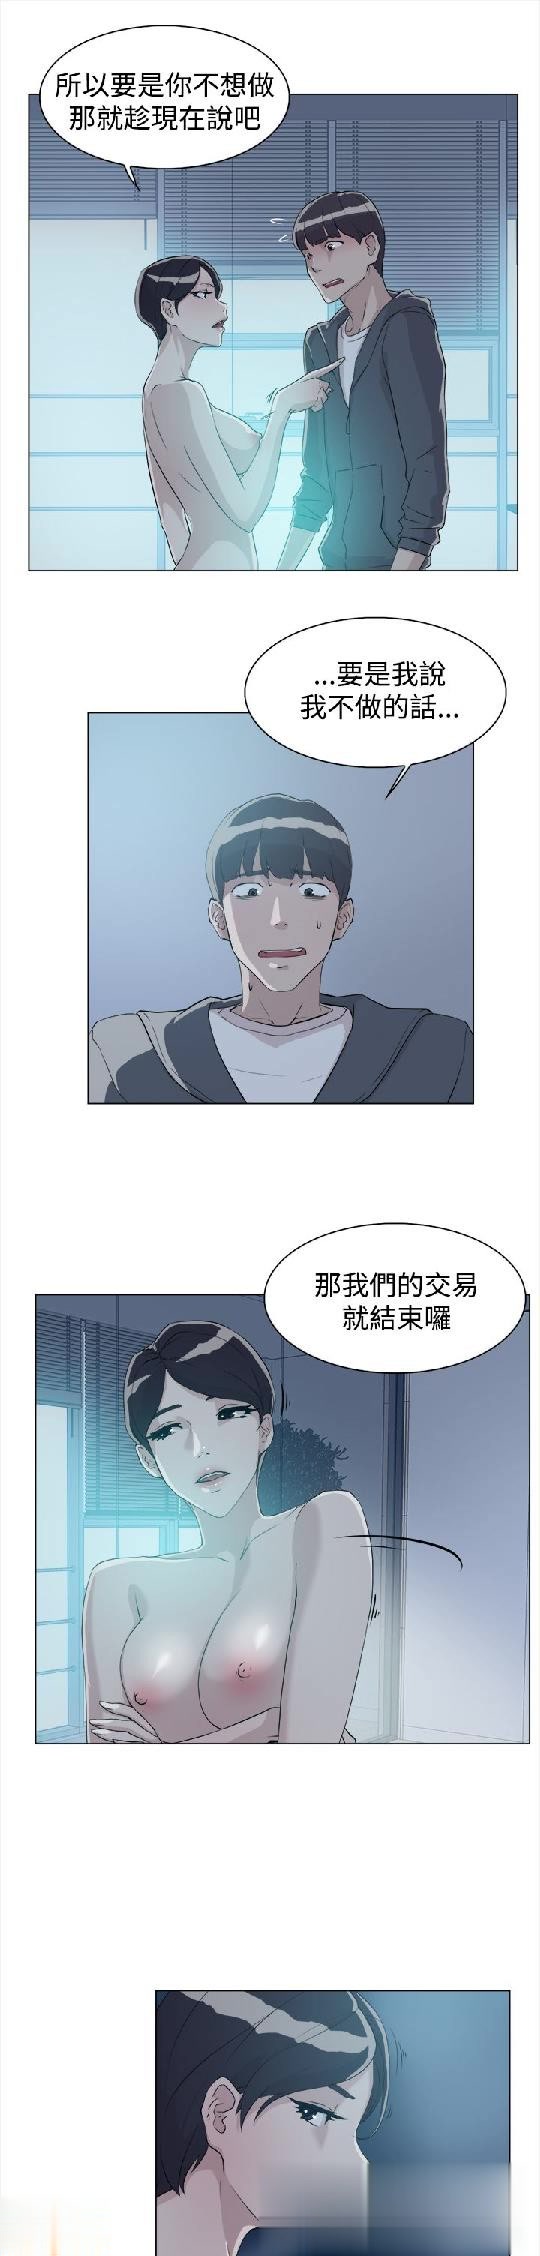 所以要是你不想做
那就趁現在說吧
...要是我說
我不做的話...
那我們的交易
就結束囉